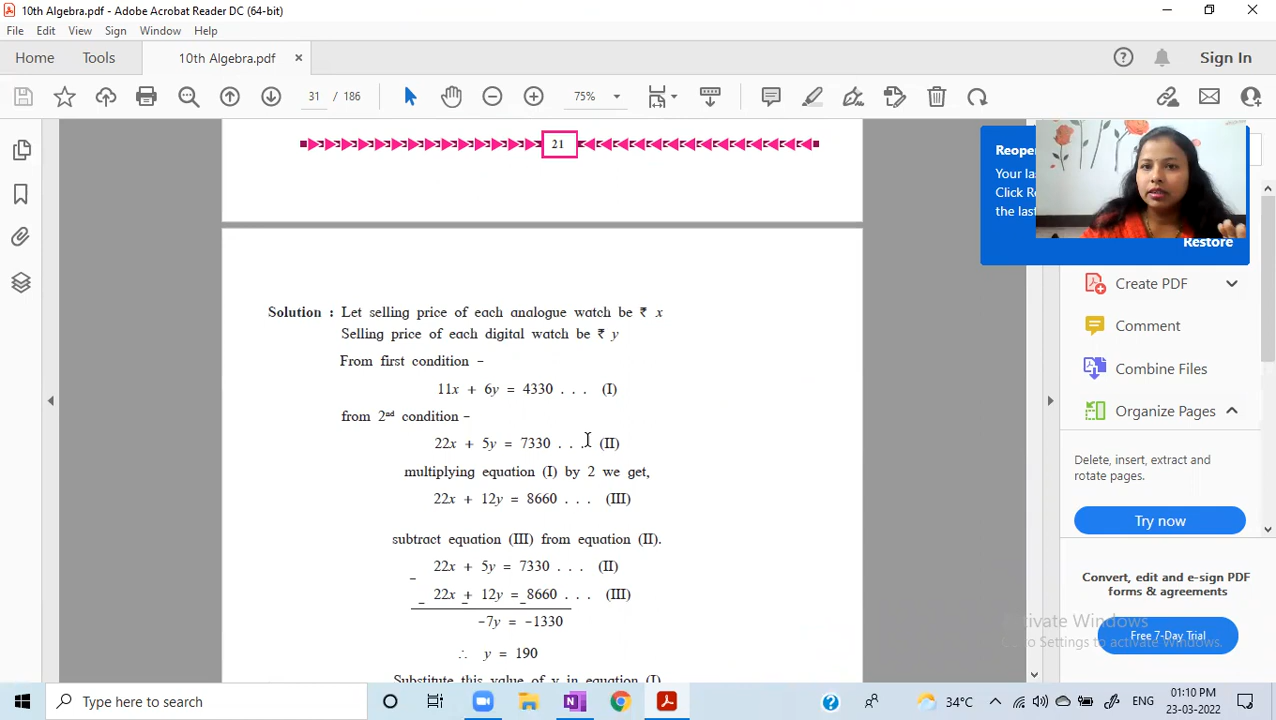 10th Algebra.pdf - Adobe Acrobat Reader DC (64-bit)
File Edit View Sign Window Help
Home Tools 10th Algebra.pdf × Sign In
31 / 186 75%
21
Reoper
Your la
Click Re
the last
Restore
Solution : Let selling price of each analogue watch be ₹ x
Selling price of each digital watch be ₹ y
From first condition -
11x + 6y = 4330 . . . (I)
from 2nd condition -
22x + 5y = 7330 . . . (II)
multiplying equation (I) by 2 we get,
22x + 12y = 8660 . . . (III)
subtract equation (III) from equation (II).
22x + 5y = 7330 . . . (II)
− 22x + 12y = 8660 . . . (III)
− − −
-7y = -1330
∴ y = 190
Substitute this value of y in equation (I)
Create PDF
Comment
Combine Files
Organize Pages
Delete, insert, extract and
rotate pages.
Try now
Convert, edit and e-sign PDF
forms & agreements
Activate Windows
Go to Settings to activate Windows.
Free 7-Day Trial
Type here to search
34°C ENG 01:10 PM
23-03-2022